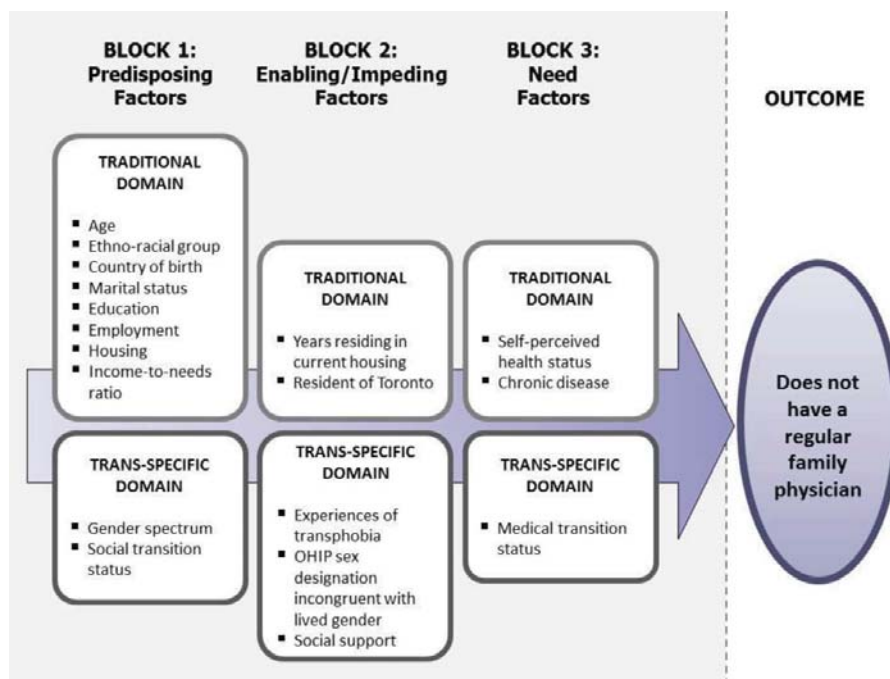 BLOCK 1:
Predisposing
Factors
BLOCK 2:
Enabling/Impeding
Factors
BLOCK 3:
Need
Factors
OUTCOME
TRADITIONAL
DOMAIN
▪ Age
▪ Ethno-racial group
▪ Country of birth
▪ Marital status
▪ Education
▪ Employment
▪ Housing
▪ Income-to-needs
ratio
TRANS-SPECIFIC
DOMAIN
▪ Gender spectrum
▪ Social transition
status
TRADITIONAL
DOMAIN
▪ Years residing in
current housing
▪ Resident of Toronto
TRANS-SPECIFIC
DOMAIN
▪ Experiences of
transphobia
▪ OHIP sex
designation
incongruent with
lived gender
▪ Social support
TRADITIONAL
DOMAIN
▪ Self-perceived
health status
▪ Chronic disease
TRANS-SPECIFIC
DOMAIN
▪ Medical transition
status
Does not
have a
regular
family
physician